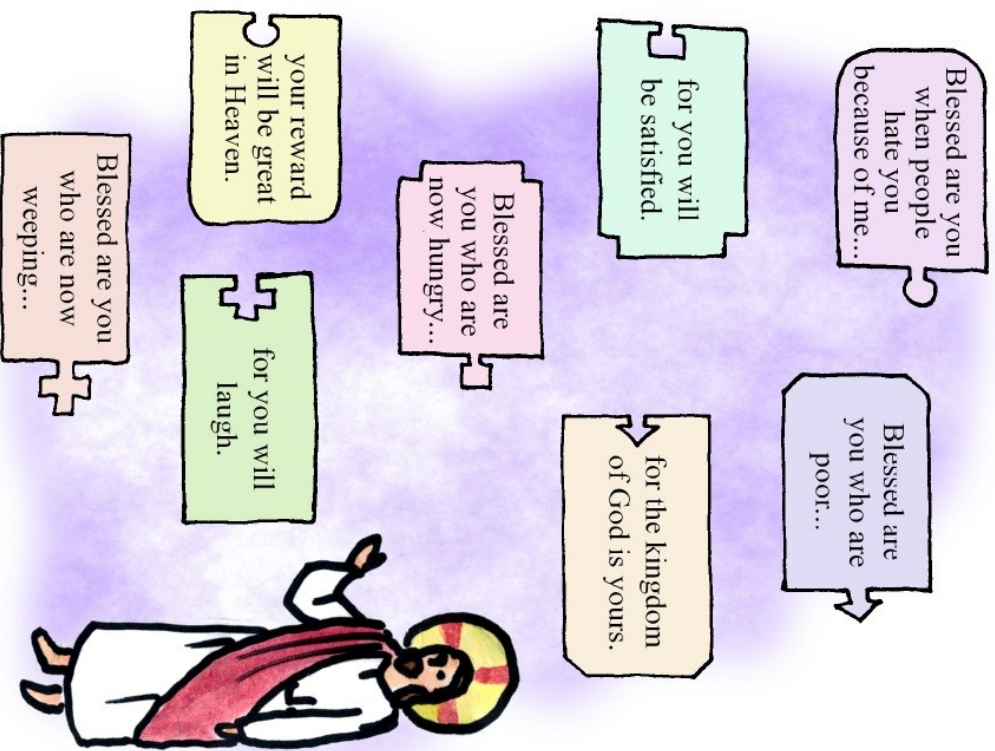 Blessed are you
when people
hate you
because of me...
Blessed are
you who are
poor...
for you will
be satisfied.
for the kingdom
of God is yours.
Blessed are
you who are
now hungry...
your reward
will be great
in Heaven.
for you will
laugh.
Blessed are you
who are now
weeping...